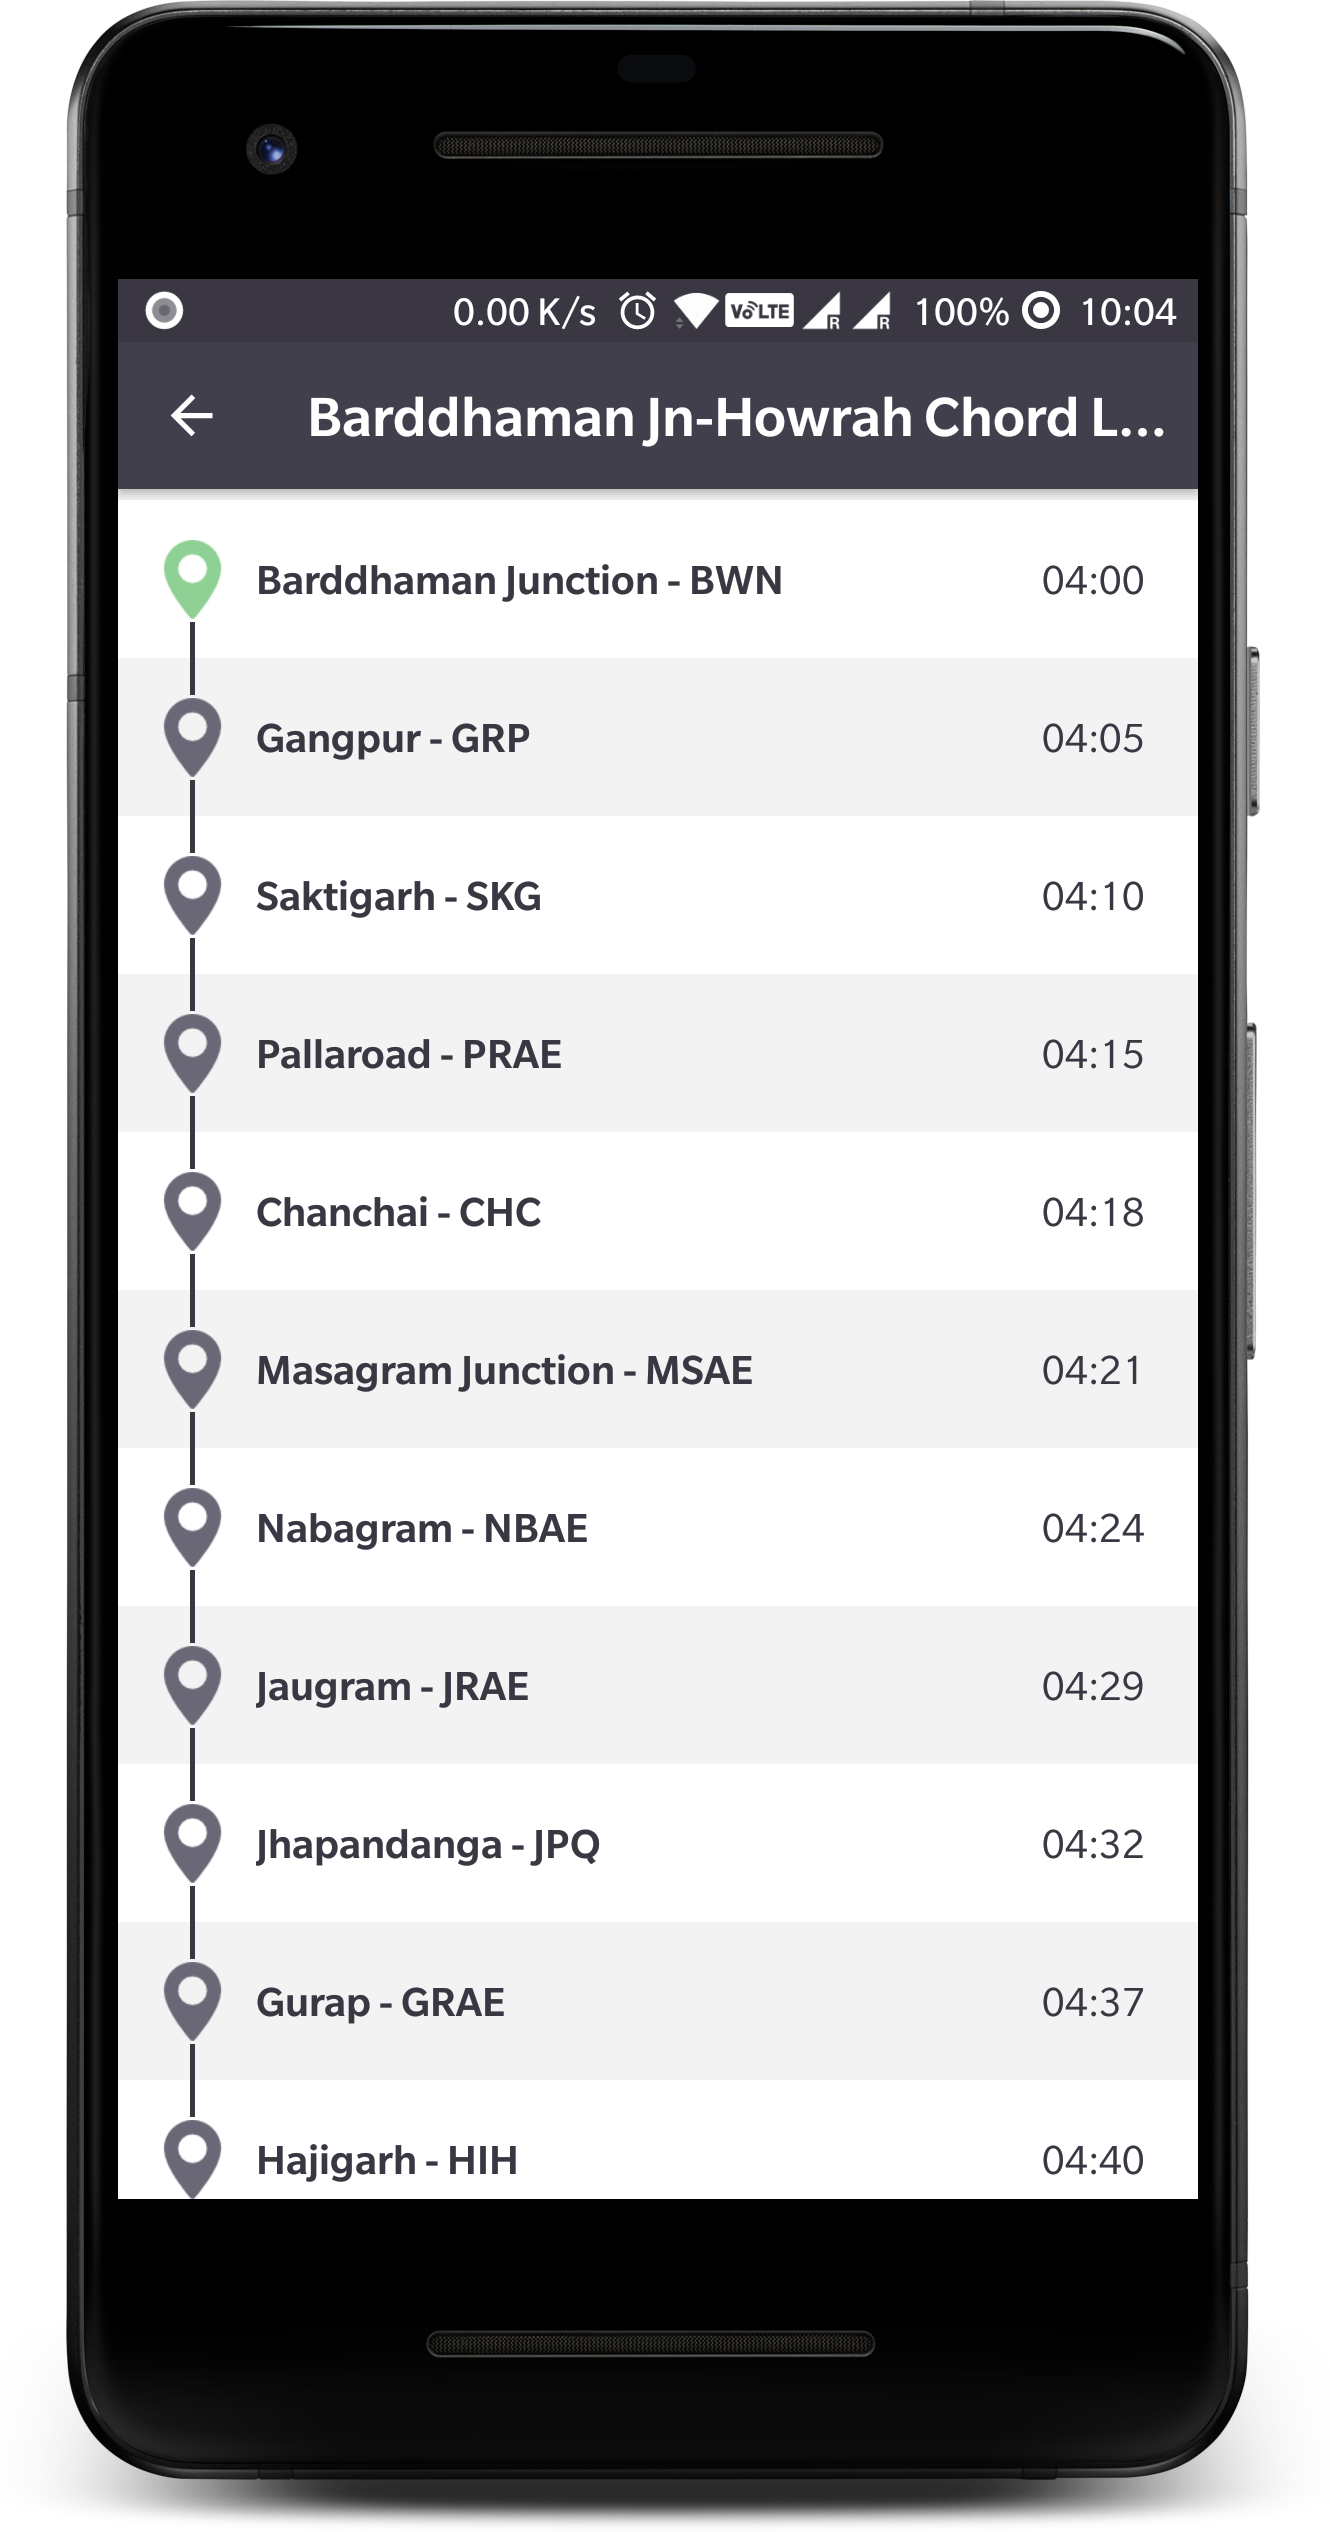 0.00 K/s VoLTE R R 100% 10:04
Barddhaman Jn-Howrah Chord L...
Barddhaman Junction - BWN 04:00
Gangpur - GRP 04:05
Saktigarh - SKG 04:10
Pallaroad - PRAE 04:15
Chanchai - CHC 04:18
Masagram Junction - MSAE 04:21
Nabagram - NBAE 04:24
Jaugram - JRAE 04:29
Jhapandanga - JPQ 04:32
Gurap - GRAE 04:37
Hajigarh - HIH 04:40